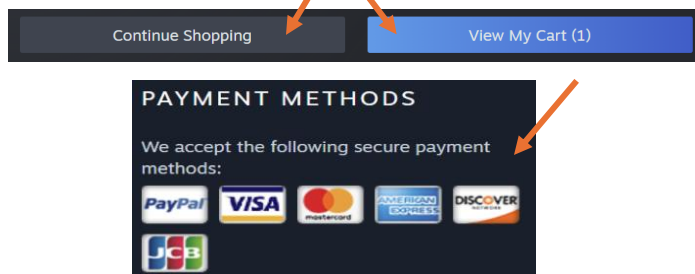 Continue Shopping
View My Cart (1)
PAYMENT METHODS
We accept the following secure payment
methods:
PayPal
VISA
mastercard
AMERICAN
EXPRESS
DISCOVER
NETWORK
JCB